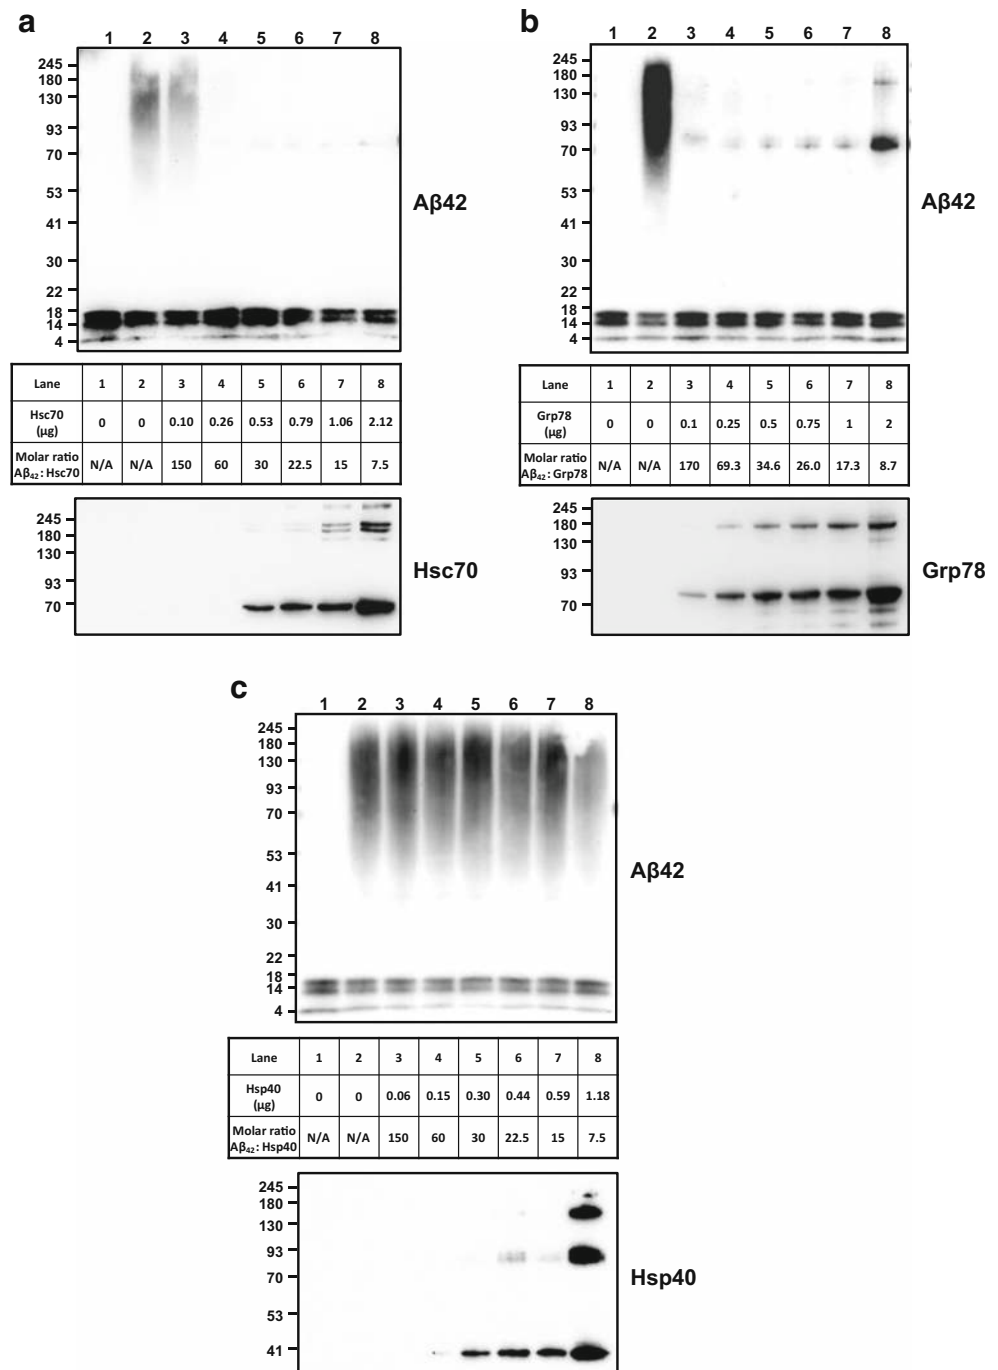 a
1 2 3 4 5 6 7 8
245
180
130
93
70
53
41
30
22
18
14
4
Aβ42
Lane 1 2 3 4 5 6 7 8
Hsc70 (μg) 0 0 0.10 0.26 0.53 0.79 1.06 2.12
Molar ratio Aβ₄₂: Hsc70 N/A N/A 150 60 30 22.5 15 7.5
245
180
130
93
70
Hsc70
b
1 2 3 4 5 6 7 8
245
180
130
93
70
53
41
30
22
18
14
4
Aβ42
Lane 1 2 3 4 5 6 7 8
Grp78 (μg) 0 0 0.1 0.25 0.5 0.75 1 2
Molar ratio Aβ₄₂: Grp78 N/A N/A 170 69.3 34.6 26.0 17.3 8.7
245
180
130
93
70
Grp78
c
1 2 3 4 5 6 7 8
245
180
130
93
70
53
41
30
22
18
14
4
Aβ42
Lane 1 2 3 4 5 6 7 8
Hsp40 (μg) 0 0 0.06 0.15 0.30 0.44 0.59 1.18
Molar ratio Aβ₄₂: Hsp40 N/A N/A 150 60 30 22.5 15 7.5
245
180
130
93
70
53
41
Hsp40